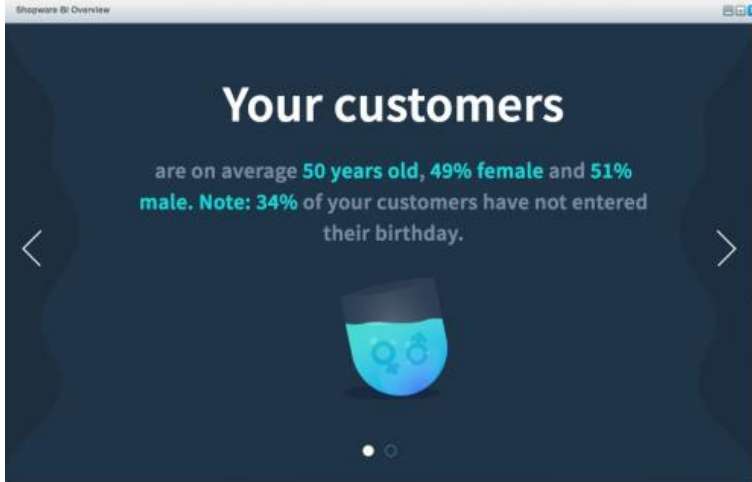 Shopware BI Overview
Your customers
are on average 50 years old, 49% female and 51%
male. Note: 34% of your customers have not entered
their birthday.